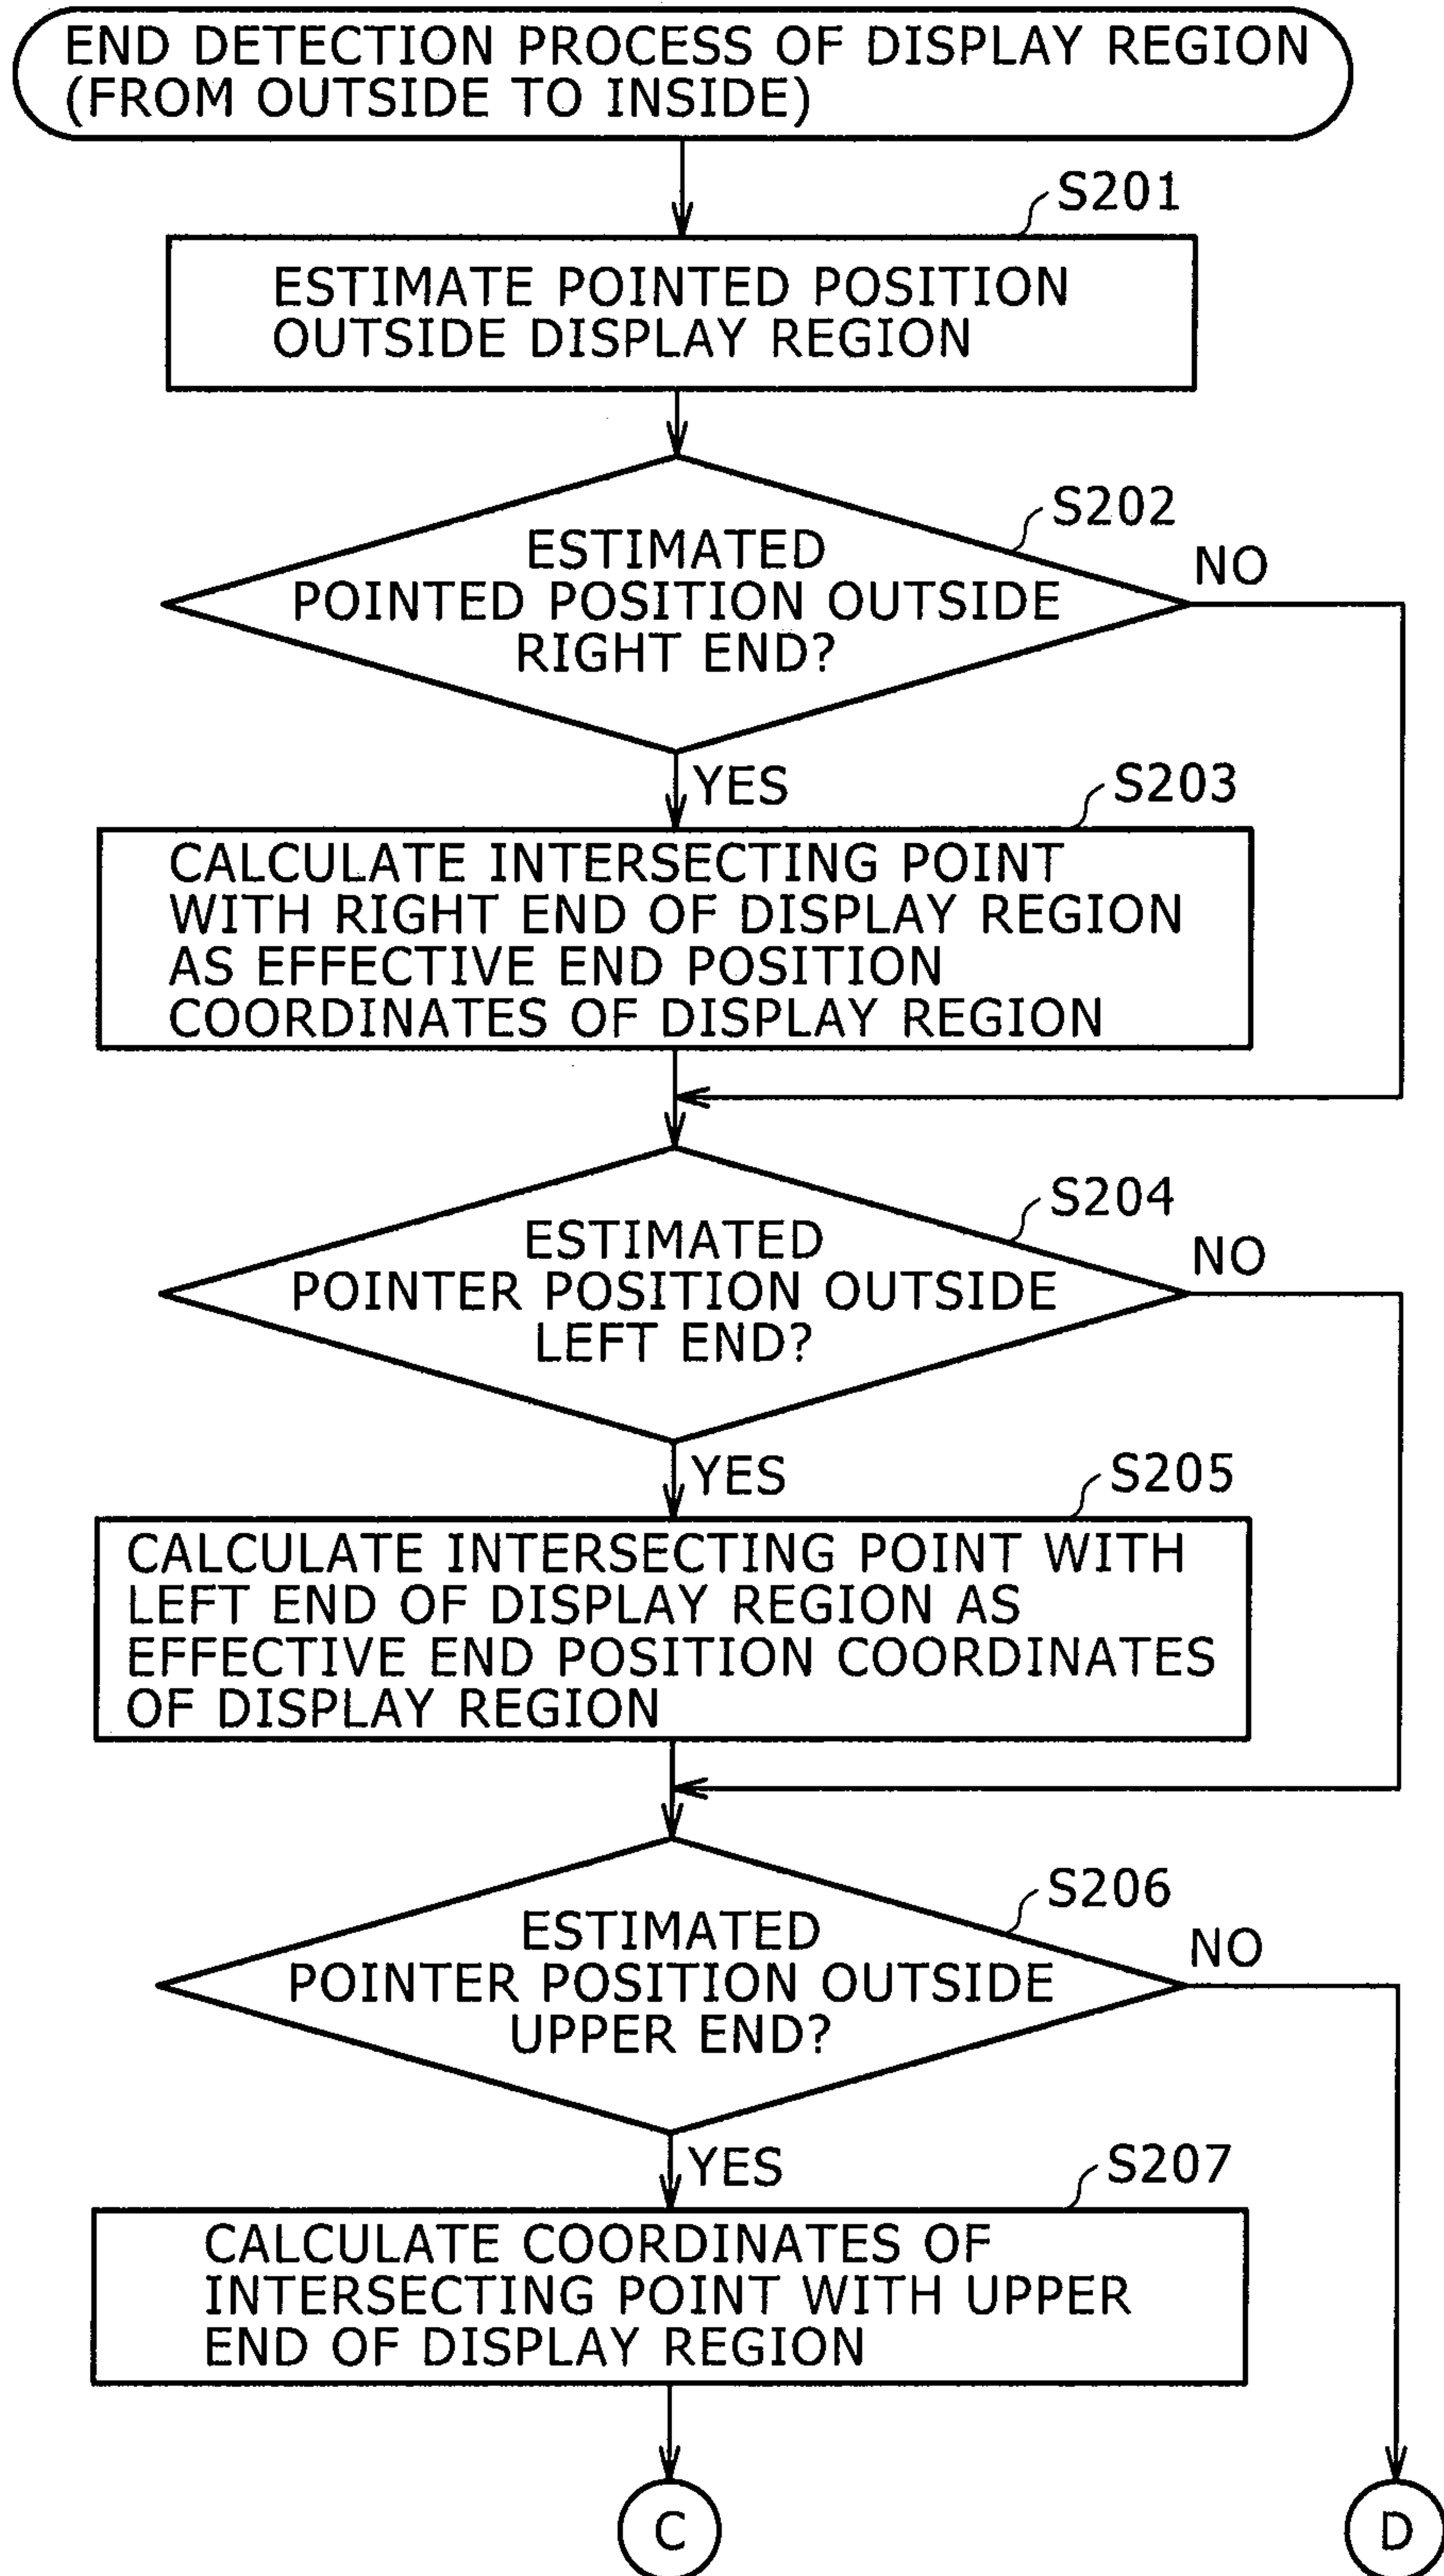 END DETECTION PROCESS OF DISPLAY REGION
(FROM OUTSIDE TO INSIDE)
S201
ESTIMATE POINTED POSITION
OUTSIDE DISPLAY REGION
S202
ESTIMATED
POINTED POSITION OUTSIDE
RIGHT END?
NO
YES
S203
CALCULATE INTERSECTING POINT
WITH RIGHT END OF DISPLAY REGION
AS EFFECTIVE END POSITION
COORDINATES OF DISPLAY REGION
S204
ESTIMATED
POINTER POSITION OUTSIDE
LEFT END?
NO
YES
S205
CALCULATE INTERSECTING POINT WITH
LEFT END OF DISPLAY REGION AS
EFFECTIVE END POSITION COORDINATES
OF DISPLAY REGION
S206
ESTIMATED
POINTER POSITION OUTSIDE
UPPER END?
NO
YES
S207
CALCULATE COORDINATES OF
INTERSECTING POINT WITH UPPER
END OF DISPLAY REGION
C
D